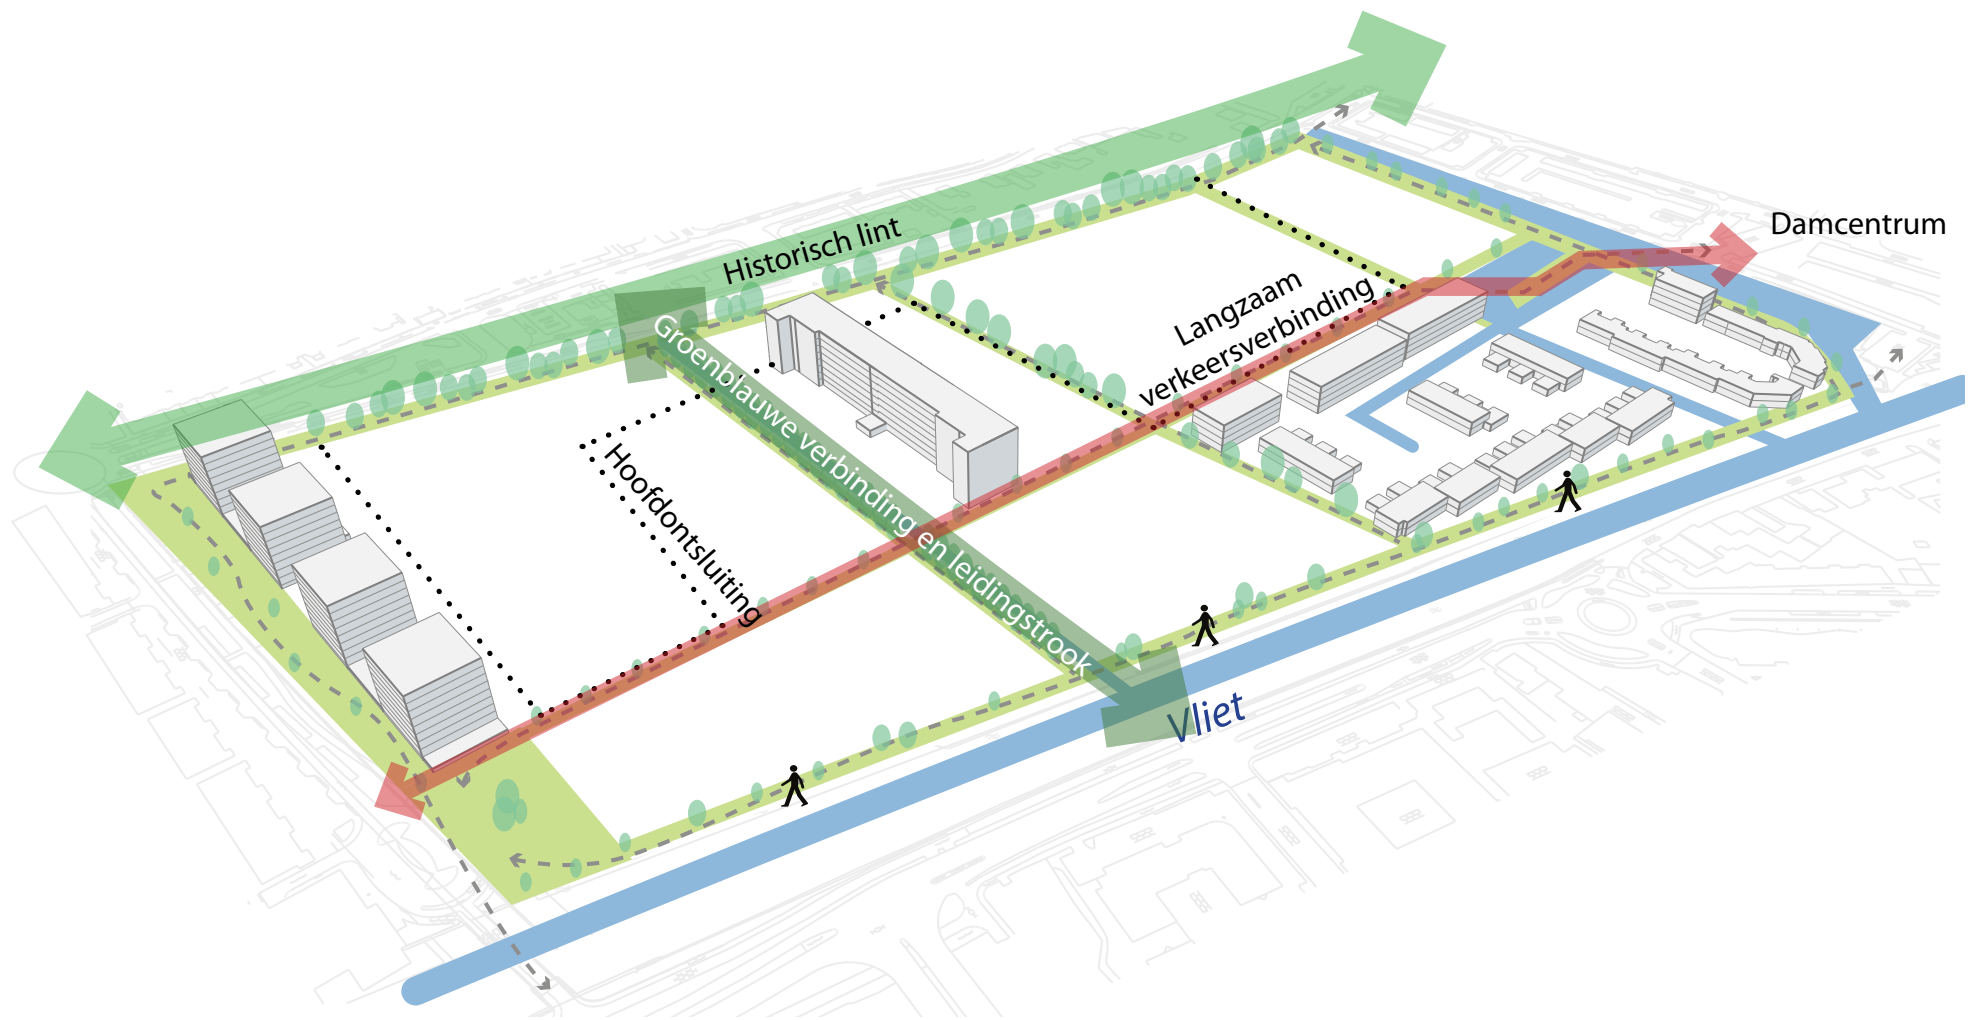 Damcentrum
Historisch lint
Langzaam
verkeersverbinding
Groenblauwe verbinding en leidingstrook
Hoofdontsluiting
Vliet